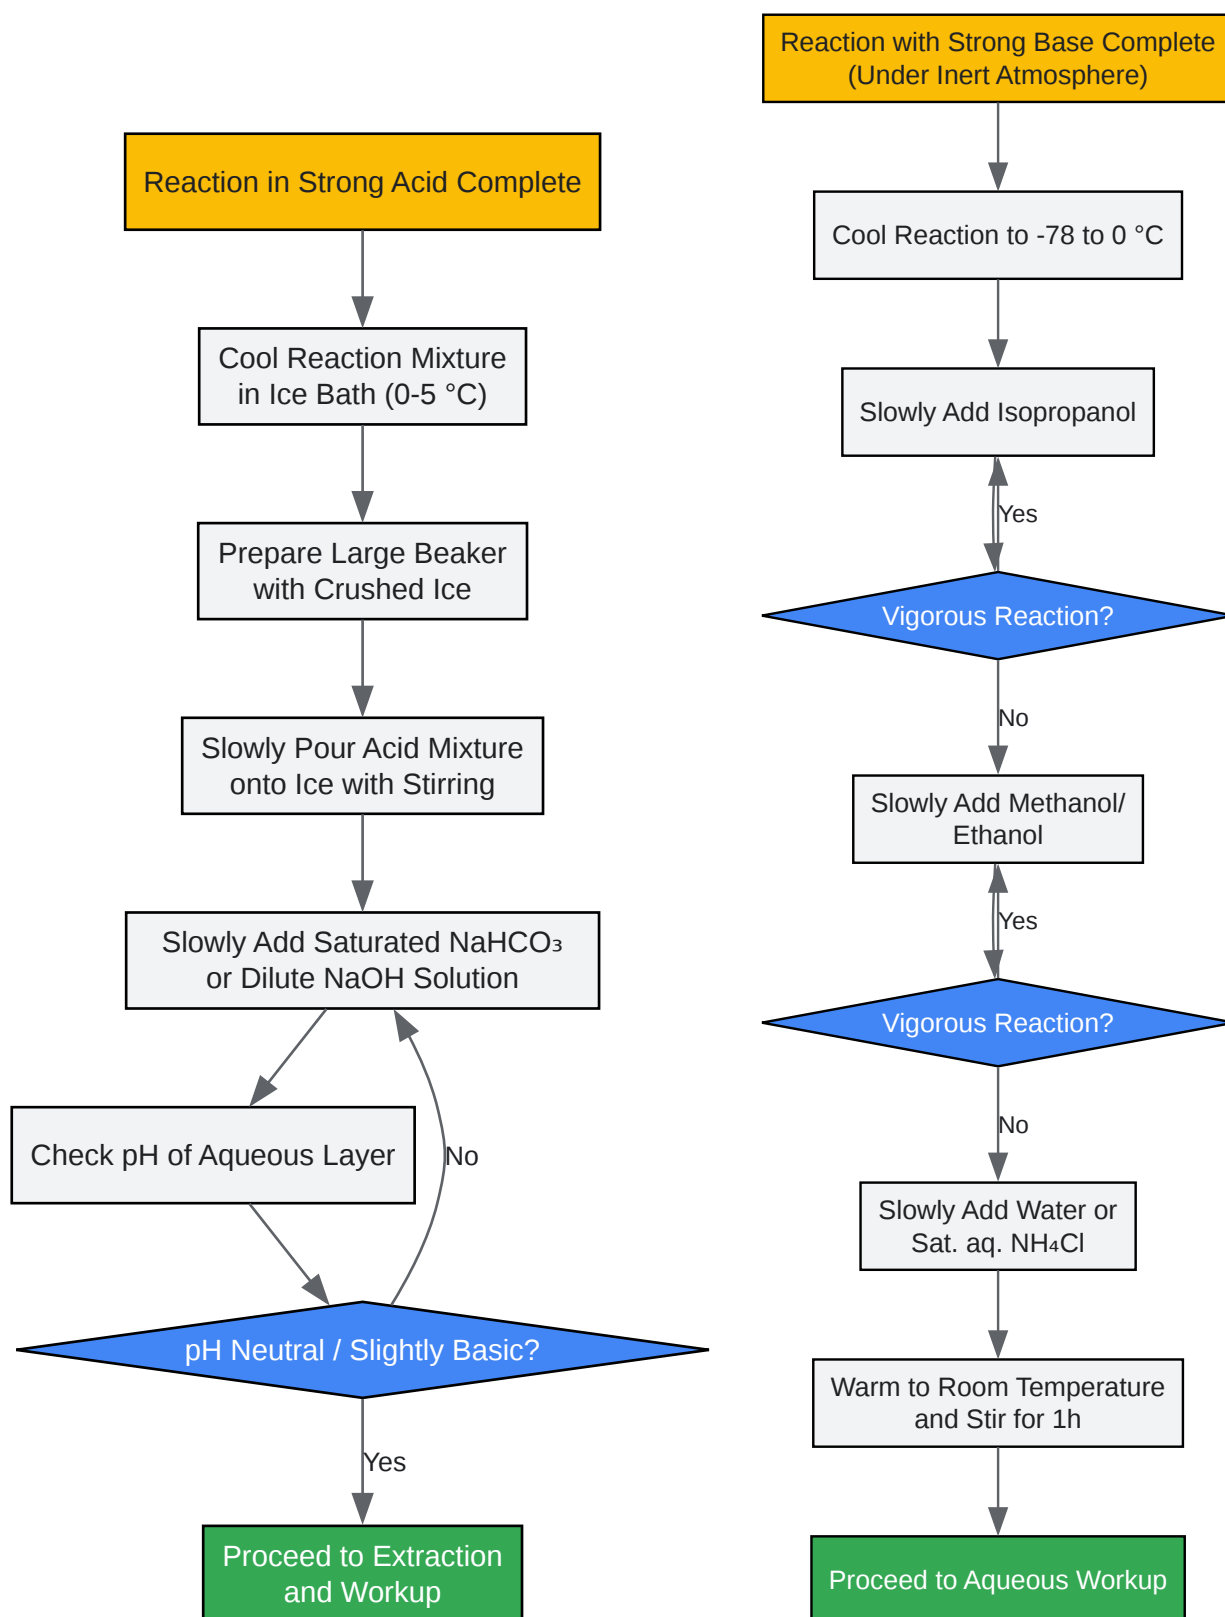 Reaction in Strong Acid Complete
Cool Reaction Mixture
in Ice Bath (0-5 °C)
Prepare Large Beaker
with Crushed Ice
Slowly Pour Acid Mixture
onto Ice with Stirring
Slowly Add Saturated NaHCO₃
or Dilute NaOH Solution
Check pH of Aqueous Layer
No
pH Neutral / Slightly Basic?
Yes
Proceed to Extraction
and Workup
Reaction with Strong Base Complete
(Under Inert Atmosphere)
Cool Reaction to -78 to 0 °C
Slowly Add Isopropanol
Yes
Vigorous Reaction?
No
Slowly Add Methanol/
Ethanol
Yes
Vigorous Reaction?
No
Slowly Add Water or
Sat. aq. NH₄Cl
Warm to Room Temperature
and Stir for 1h
Proceed to Aqueous Workup